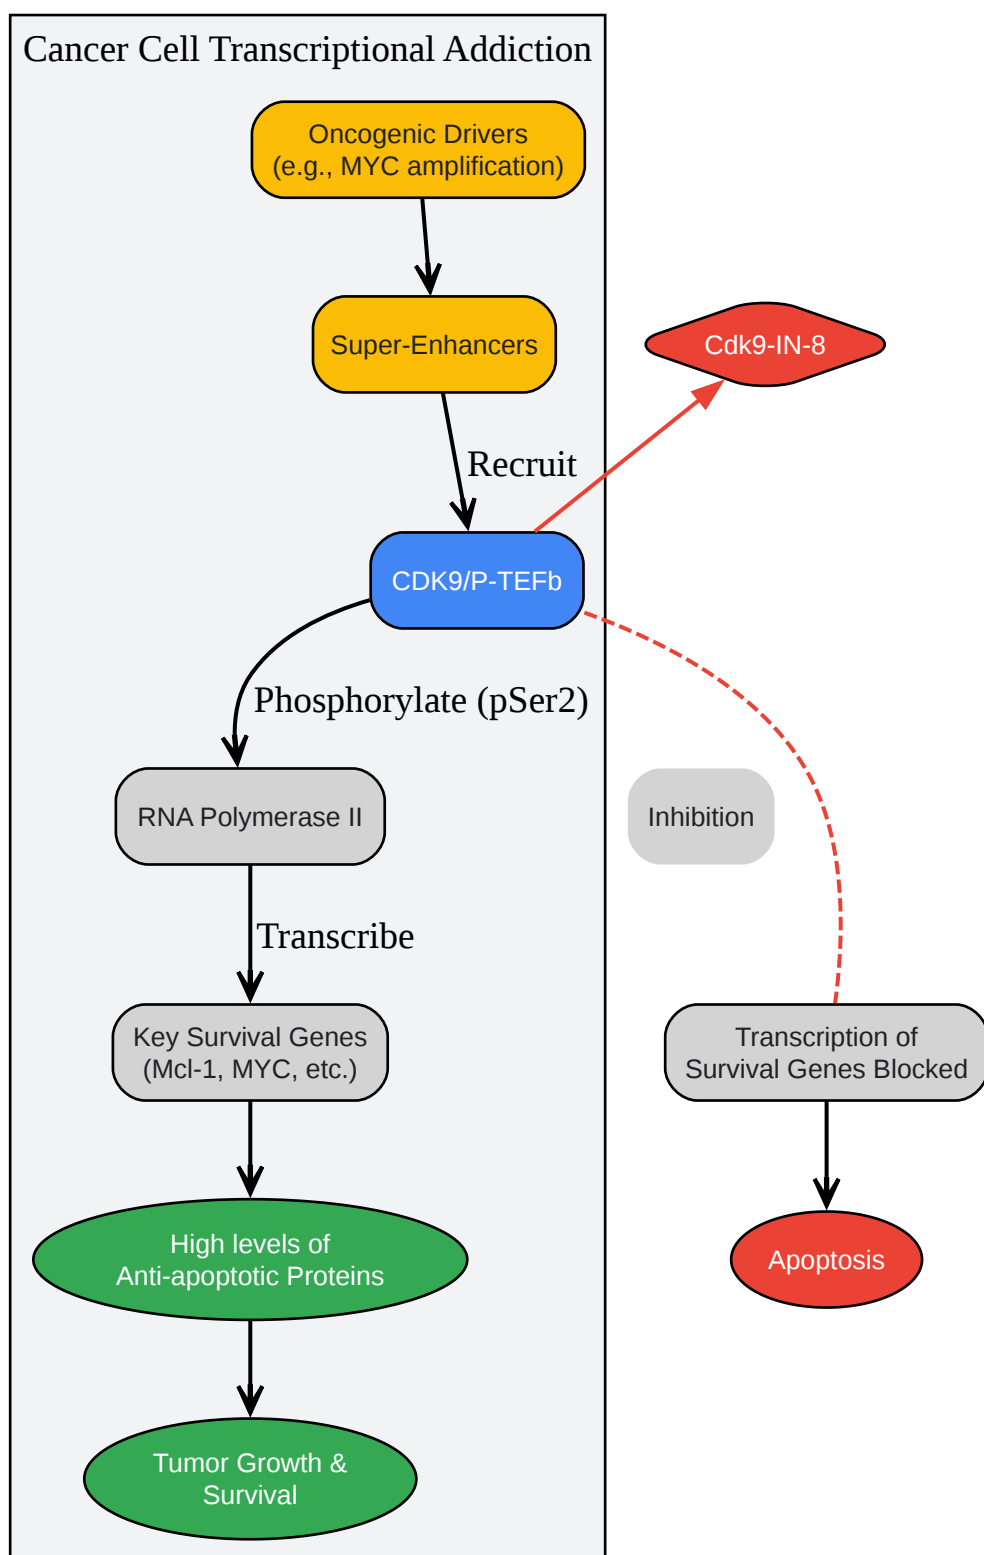 Cancer Cell Transcriptional Addiction
Oncogenic Drivers
(e.g., MYC amplification)
Super-Enhancers
Cdk9-IN-8
Recruit
CDK9/P-TEFb
Phosphorylate (pSer2)
RNA Polymerase II
Inhibition
Transcribe
Key Survival Genes
(Mcl-1, MYC, etc.)
Transcription of
Survival Genes Blocked
High levels of
Anti-apoptotic Proteins
Apoptosis
Tumor Growth &
Survival